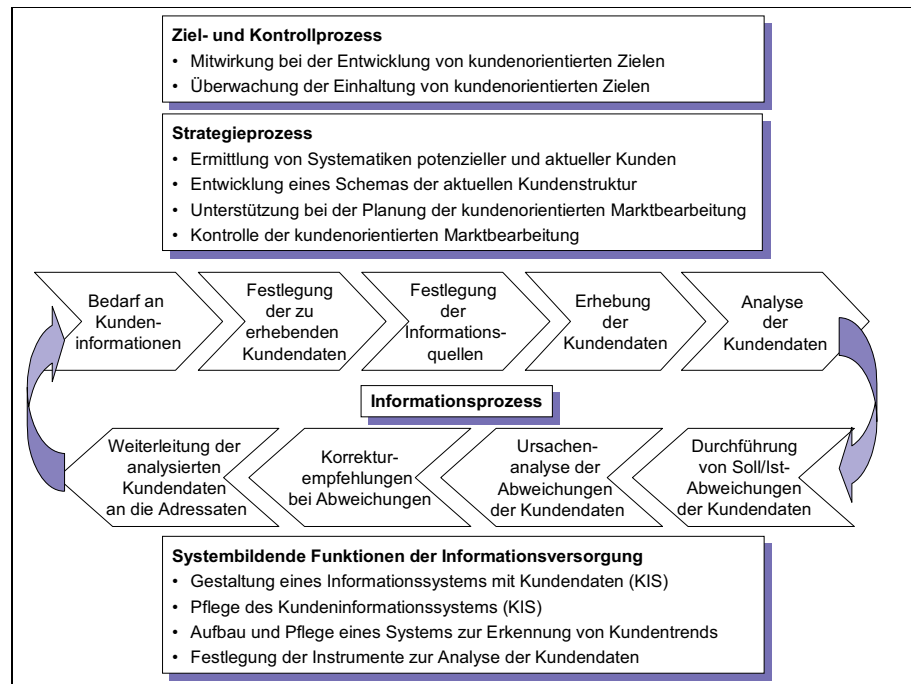 Ziel- und Kontrollprozess
• Mitwirkung bei der Entwicklung von kundenorientierten Zielen
• Überwachung der Einhaltung von kundenorientierten Zielen
Strategieprozess
• Ermittlung von Systematiken potenzieller und aktueller Kunden
• Entwicklung eines Schemas der aktuellen Kundenstruktur
• Unterstützung bei der Planung der kundenorientierten Marktbearbeitung
• Kontrolle der kundenorientierten Marktbearbeitung
Bedarf an
Kunden-
informationen
Festlegung
der zu
erhebenden
Kundendaten
Festlegung
der
Informations-
quellen
Erhebung
der
Kundendaten
Analyse
der
Kundendaten
Informationsprozess
Weiterleitung der
analysierten
Kundendaten
an die Adressaten
Korrektur-
empfehlungen
bei Abweichungen
Ursachen-
analyse der
Abweichungen
der Kundendaten
Durchführung
von Soll/Ist-
Abweichungen
der Kundendaten
Systembildende Funktionen der Informationsversorgung
• Gestaltung eines Informationssystems mit Kundendaten (KIS)
• Pflege des Kundeninformationssystems (KIS)
• Aufbau und Pflege eines Systems zur Erkennung von Kundentrends
• Festlegung der Instrumente zur Analyse der Kundendaten